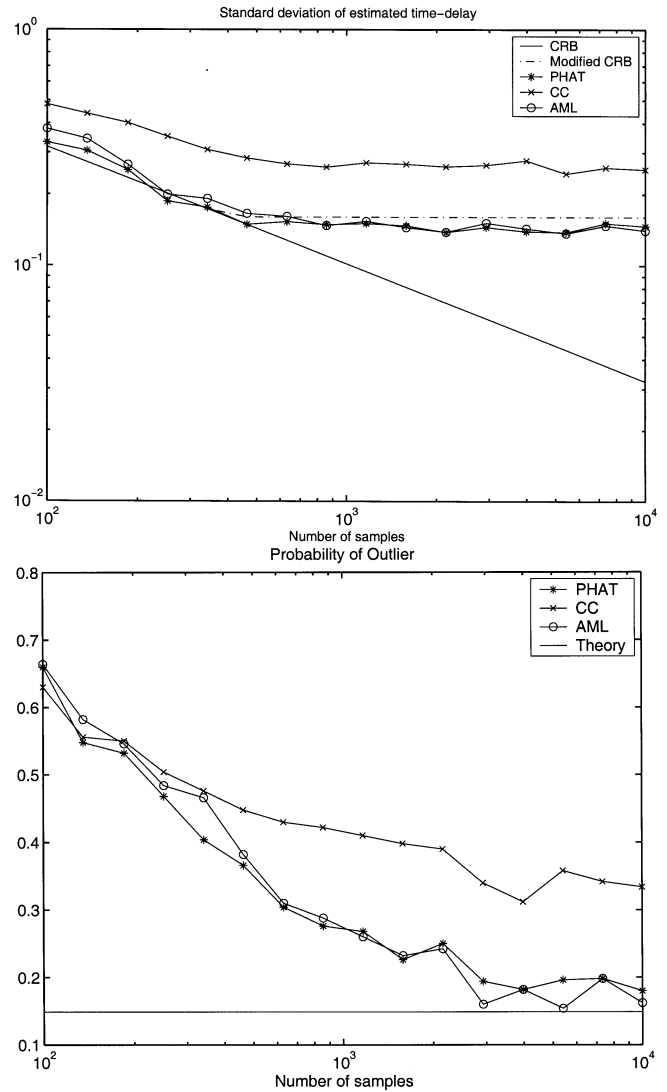 Standard deviation of estimated time-delay
10^0
CRB
Modified CRB
PHAT
CC
AML
10^-1
10^-2
10^2
10^3
10^4
Number of samples
Probability of Outlier
0.8
PHAT
CC
AML
Theory
0.7
0.6
0.5
0.4
0.3
0.2
0.1
10^2
10^3
10^4
Number of samples